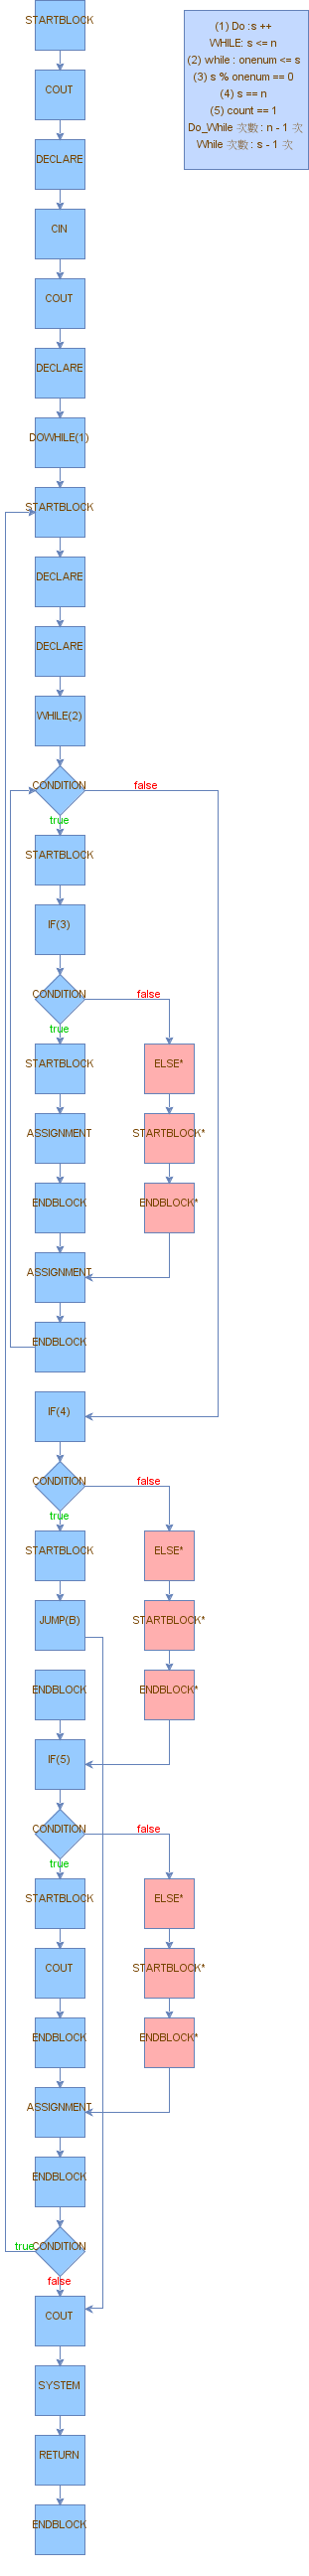 STARTBLOCK
(1) Do :s ++
WHILE: s <= n
(2) while : onenum <= s
(3) s % onenum == 0
(4) s == n
(5) count == 1
Do_While 次數 : n - 1 次
While 次數 : s - 1 次
COUT
DECLARE
CIN
COUT
DECLARE
DOWHILE(1)
STARTBLOCK
DECLARE
DECLARE
WHILE(2)
CONDITION
false
true
STARTBLOCK
IF(3)
CONDITION
false
true
STARTBLOCK
ELSE*
ASSIGNMENT
STARTBLOCK*
ENDBLOCK
ENDBLOCK*
ASSIGNMENT
ENDBLOCK
IF(4)
CONDITION
false
true
STARTBLOCK
ELSE*
JUMP(B)
STARTBLOCK*
ENDBLOCK
ENDBLOCK*
IF(5)
CONDITION
false
true
STARTBLOCK
ELSE*
COUT
STARTBLOCK*
ENDBLOCK
ENDBLOCK*
ASSIGNMENT
ENDBLOCK
true
CONDITION
false
COUT
SYSTEM
RETURN
ENDBLOCK